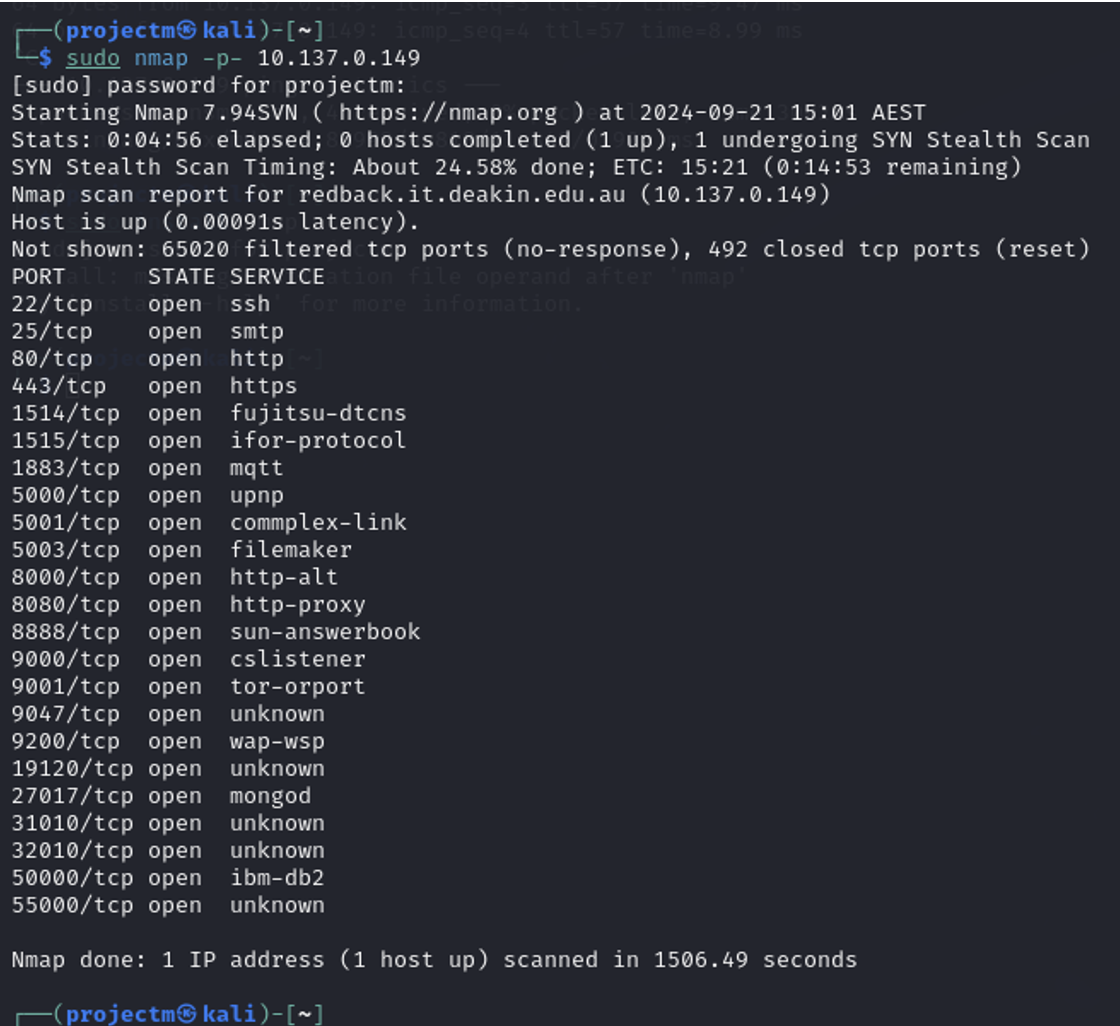 ┌──(projectm㉿kali)-[~]
└─$ sudo nmap -p- 10.137.0.149
[sudo] password for projectm:
Starting Nmap 7.94SVN ( https://nmap.org ) at 2024-09-21 15:01 AEST
Stats: 0:04:56 elapsed; 0 hosts completed (1 up), 1 undergoing SYN Stealth Scan
SYN Stealth Scan Timing: About 24.58% done; ETC: 15:21 (0:14:53 remaining)
Nmap scan report for redback.it.deakin.edu.au (10.137.0.149)
Host is up (0.00091s latency).
Not shown: 65020 filtered tcp ports (no-response), 492 closed tcp ports (reset)
PORT      STATE SERVICE
22/tcp    open  ssh
25/tcp    open  smtp
80/tcp    open  http
443/tcp   open  https
1514/tcp  open  fujitsu-dtcns
1515/tcp  open  ifor-protocol
1883/tcp  open  mqtt
5000/tcp  open  upnp
5001/tcp  open  commplex-link
5003/tcp  open  filemaker
8000/tcp  open  http-alt
8080/tcp  open  http-proxy
8888/tcp  open  sun-answerbook
9000/tcp  open  cslistener
9001/tcp  open  tor-orport
9047/tcp  open  unknown
9200/tcp  open  wap-wsp
19120/tcp open  unknown
27017/tcp open  mongod
31010/tcp open  unknown
32010/tcp open  unknown
50000/tcp open  ibm-db2
55000/tcp open  unknown
Nmap done: 1 IP address (1 host up) scanned in 1506.49 seconds
┌──(projectm㉿kali)-[~]